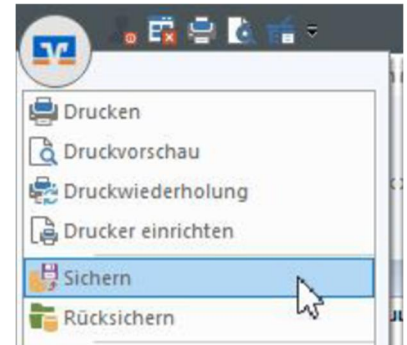 Drucken
Druckvorschau
Druckwiederholung
Drucker einrichten
Sichern
Rücksichern